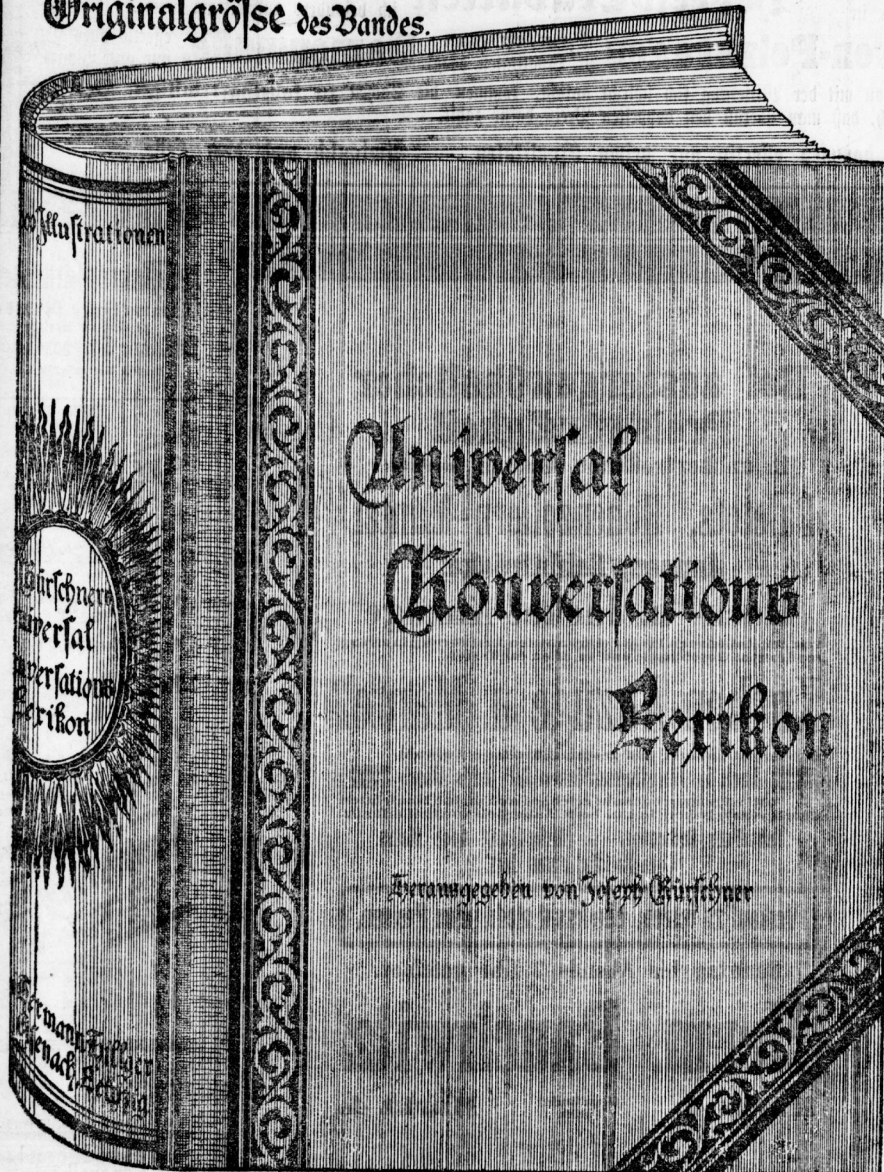 Originalgrösse des Bandes.
Illustrationen
Kürschners
Universal
Konversations
Lexikon
Hermann Hillger
Eisenach, Leipzig
Universal
Konversations
Lexikon
Herausgegeben von Joseph Kürschner